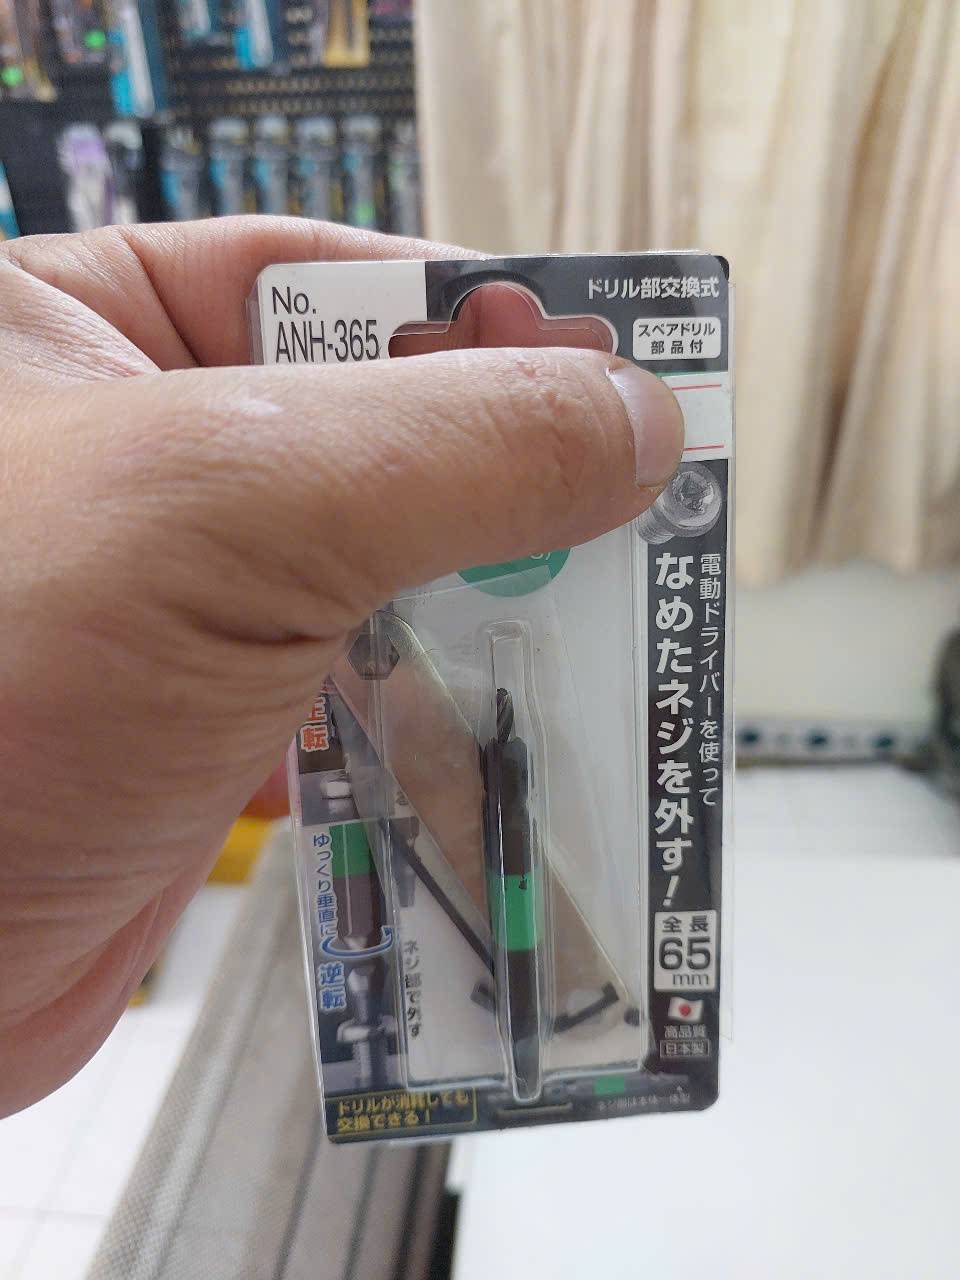 No.
ANH-365
ドリル部交換式
スペアドリル
部品付
電動ドライバーを使って
なめたネジを外す!
全長
65
mm
高品質
日本製
正転
ゆっくり垂直に
逆転
ネジ部で外す
ドリルが消耗しても
交換できる!